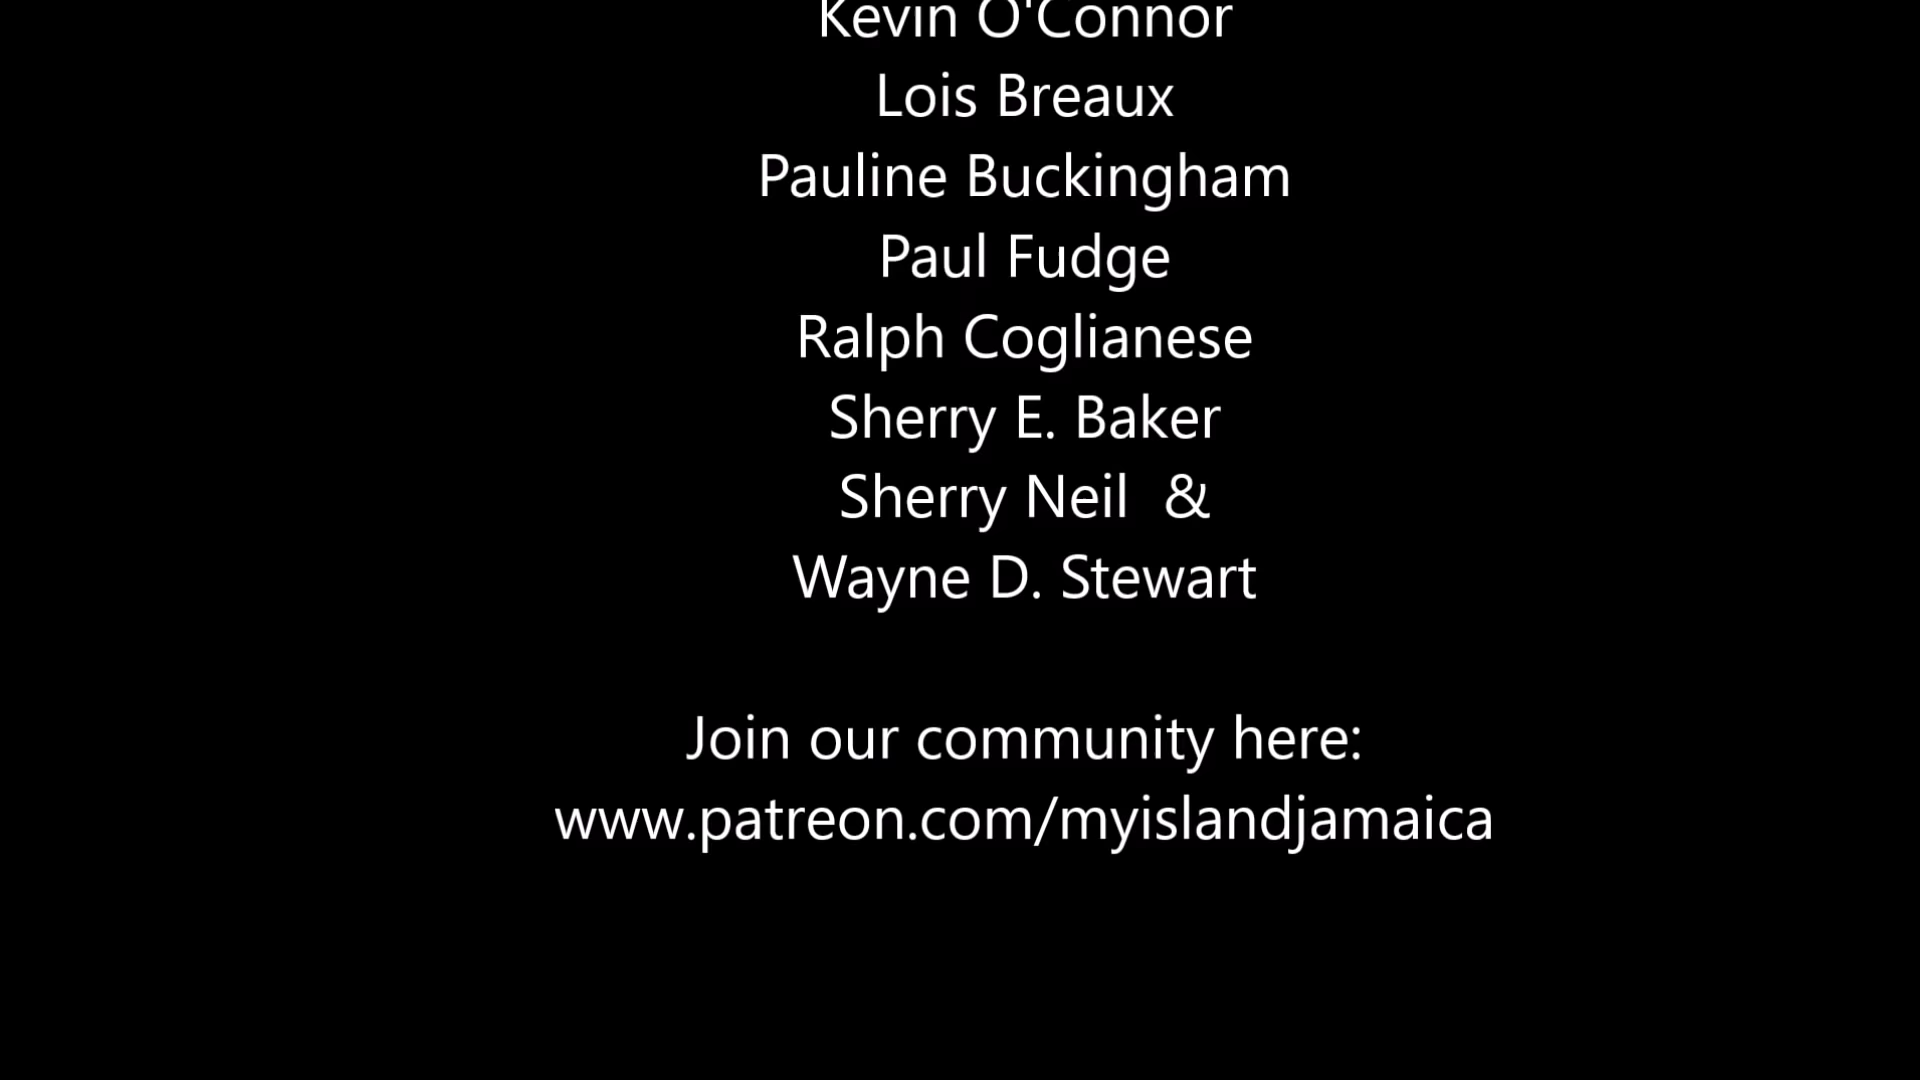 Kevin O'Connor
Lois Breaux
Pauline Buckingham
Paul Fudge
Ralph Coglianese
Sherry E. Baker
Sherry Neil  &
Wayne D. Stewart
Join our community here:
www.patreon.com/myislandjamaica